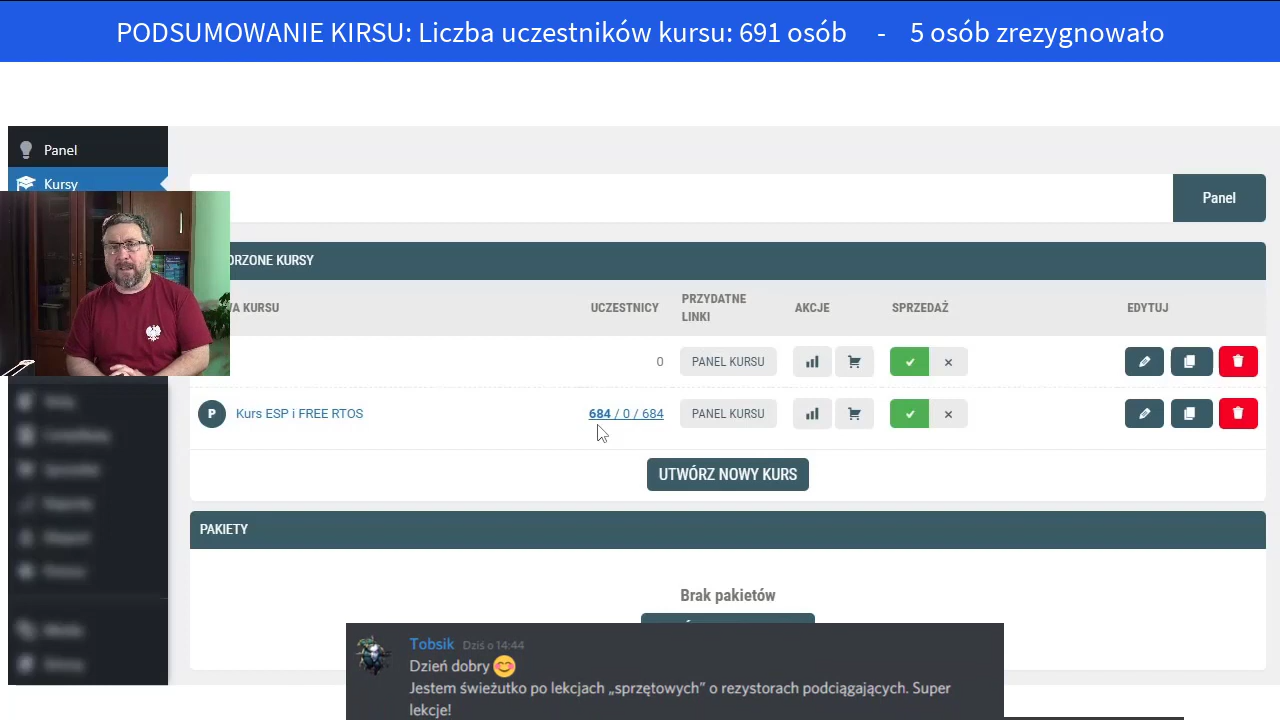 PODSUMOWANIE KIRSU: Liczba uczestników kursu: 691 osób - 5 osób zrezygnowało
Panel
Kursy
Panel
ORZONE KURSY
A KURSU
UCZESTNICY
PRZYDATNE
LINKI
AKCJE
SPRZEDAŻ
EDYTUJ
0
PANEL KURSU
P
Kurs ESP i FREE RTOS
684 / 0 / 684
PANEL KURSU
UTWÓRZ NOWY KURS
PAKIETY
Brak pakietów
Tobsik Dziś o 14:44
Dzień dobry 😊
Jestem świeżutko po lekcjach „sprzętowych” o rezystorach podciągających. Super
lekcje!